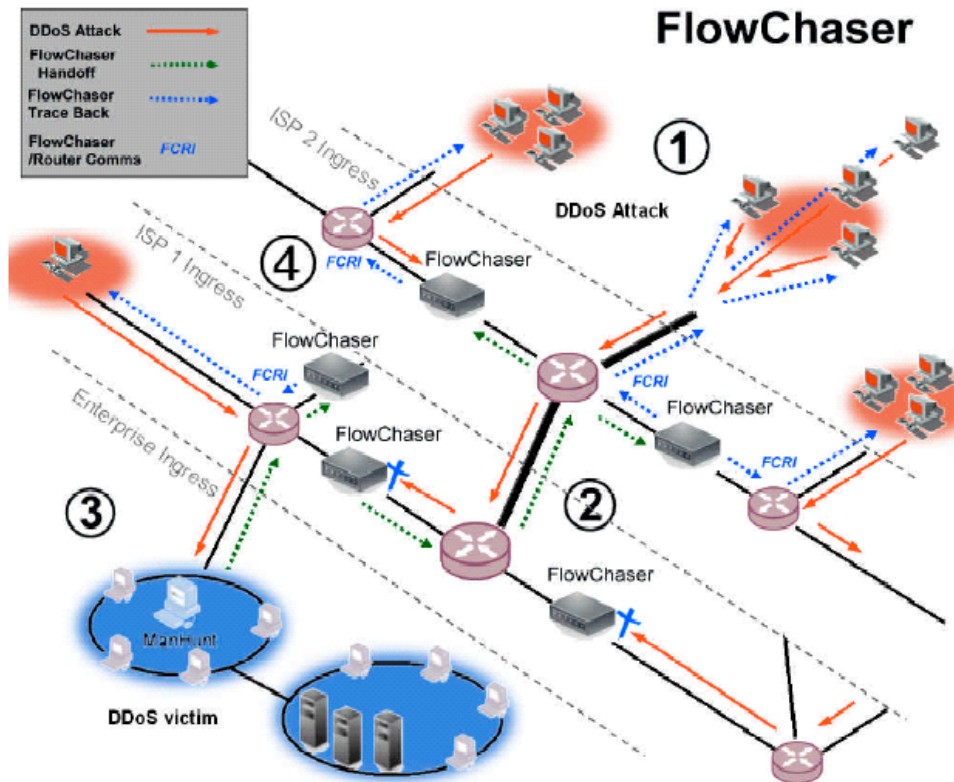 FlowChaser
DDoS Attack
FlowChaser
Handoff
FlowChaser
Trace Back
FlowChaser
/Router Comms
FCRI
ISP 2 Ingress
1
DDoS Attack
ISP 1 Ingress
4
FCRI
FlowChaser
FlowChaser
FCRI
FCRI
FlowChaser
Enterprise Ingress
FlowChaser
FCRI
3
2
FlowChaser
ManHunt
DDoS victim